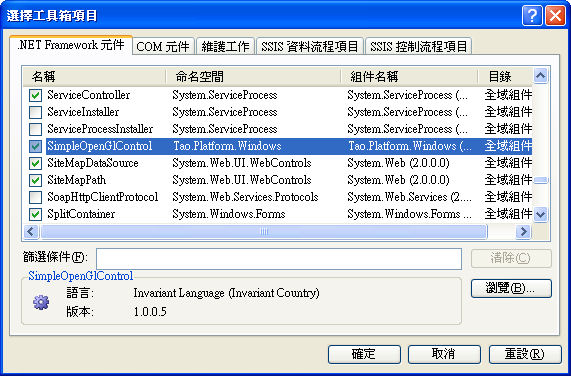 選擇工具箱項目
.NET Framework 元件 COM 元件 維護工作 SSIS 資料流程項目 SSIS 控制流程項目
名稱 命名空間 組件名稱 目錄
ServiceController System.ServiceProcess System.ServiceProcess (... 全域組件
ServiceInstaller System.ServiceProcess System.ServiceProcess (... 全域組件
ServiceProcessInstaller System.ServiceProcess System.ServiceProcess (... 全域組件
SimpleOpenGlControl Tao.Platform.Windows Tao.Platform.Windows (... 全域組件
SiteMapDataSource System.Web.UI.WebControls System.Web (2.0.0.0) 全域組件
SiteMapPath System.Web.UI.WebControls System.Web (2.0.0.0) 全域組件
SoapHttpClientProtocol System.Web.Services.Protocols System.Web.Services (2.... 全域組件
SplitContainer System.Windows.Forms System.Windows.Forms (... 全域組件
篩選條件(F): 清除(C)
SimpleOpenGlControl
瀏覽(B)...
語言: Invariant Language (Invariant Country)
版本: 1.0.0.5
確定 取消 重設(R)